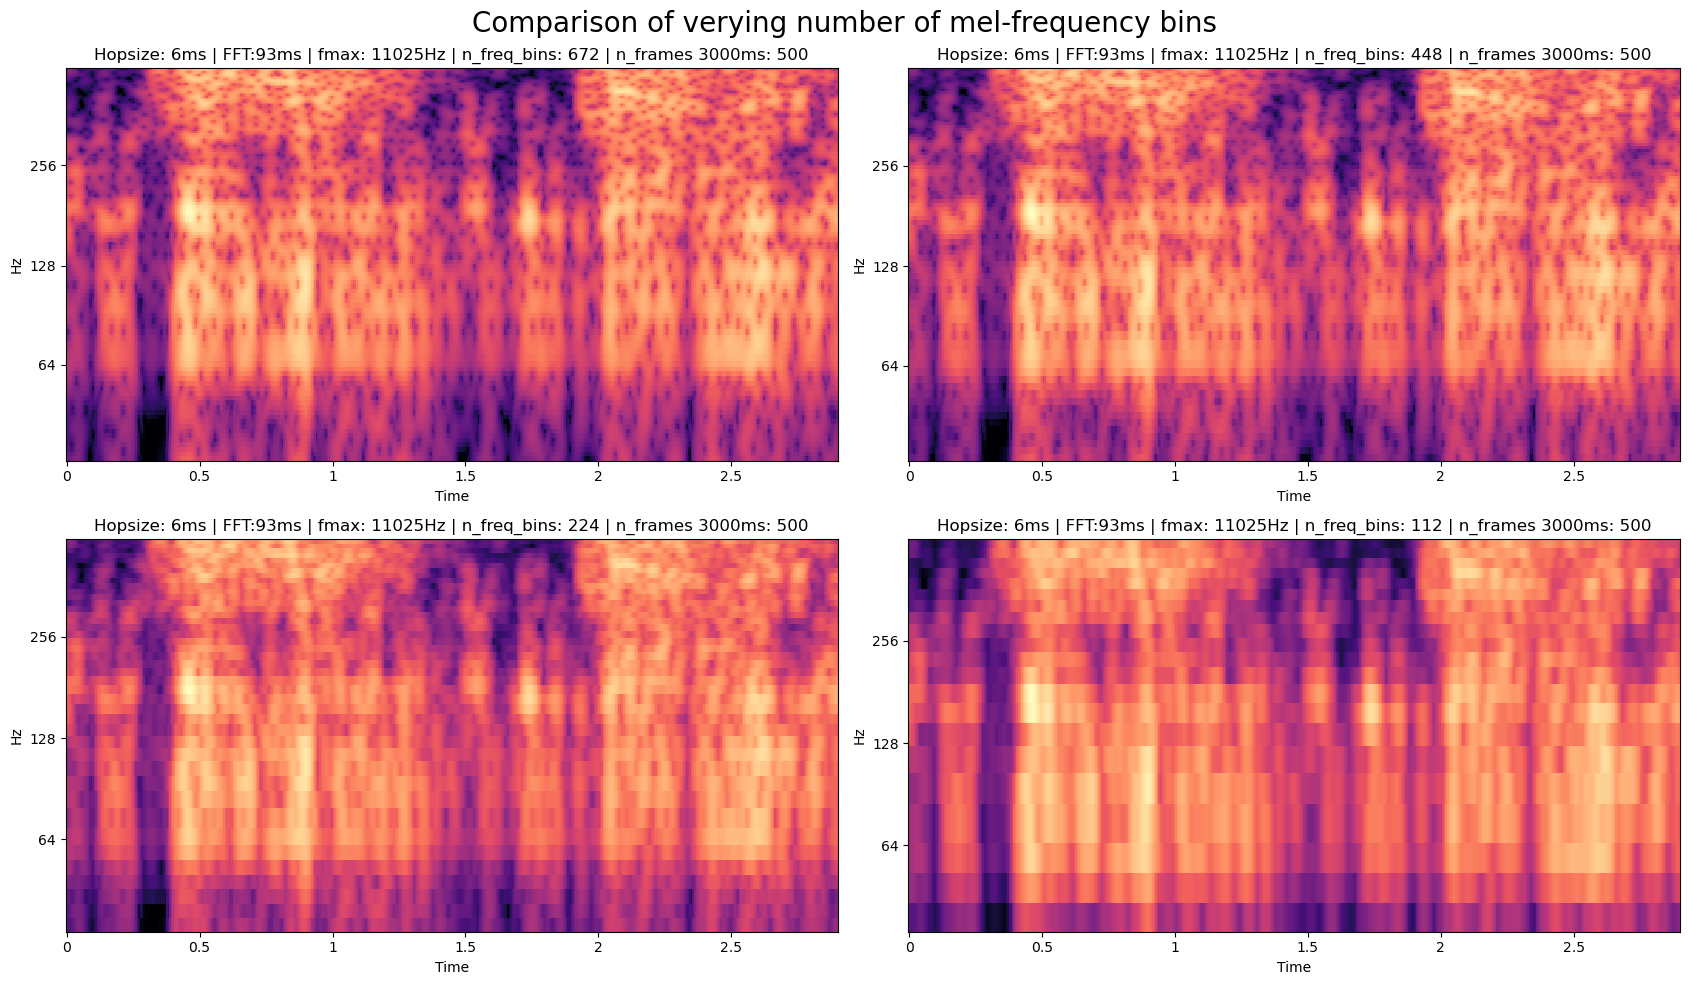 Comparison of verying number of mel-frequency bins
Hopsize: 6ms | FFT:93ms | fmax: 11025Hz | n_freq_bins: 672 | n_frames 3000ms: 500
256
128
64
Hz
0 0.5 1 1.5 2 2.5
Time
Hopsize: 6ms | FFT:93ms | fmax: 11025Hz | n_freq_bins: 448 | n_frames 3000ms: 500
256
128
64
Hz
0 0.5 1 1.5 2 2.5
Time
Hopsize: 6ms | FFT:93ms | fmax: 11025Hz | n_freq_bins: 224 | n_frames 3000ms: 500
256
128
64
Hz
0 0.5 1 1.5 2 2.5
Time
Hopsize: 6ms | FFT:93ms | fmax: 11025Hz | n_freq_bins: 112 | n_frames 3000ms: 500
256
128
64
Hz
0 0.5 1 1.5 2 2.5
Time